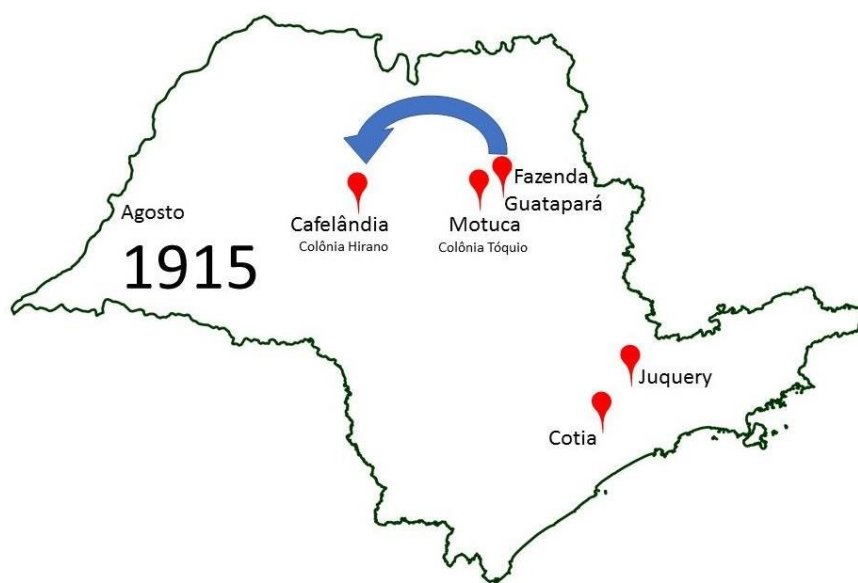 Fazenda
Guatapará
Agosto
1915
Cafelândia
Colônia Hirano
Motuca
Colônia Tóquio
Juquery
Cotia